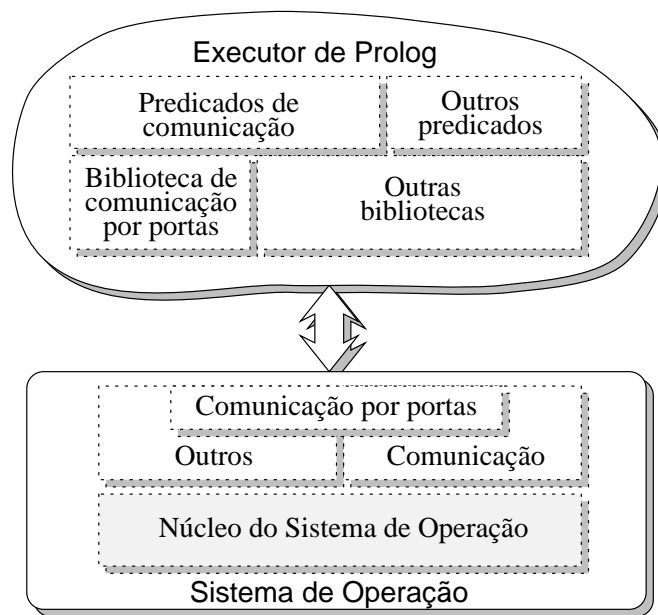 Executor de Prolog
Predicados de
comunicação
Outros
predicados
Biblioteca de
comunicação
por portas
Outras
bibliotecas
Comunicação por portas
Outros
Comunicação
Núcleo do Sistema de Operação
Sistema de Operação